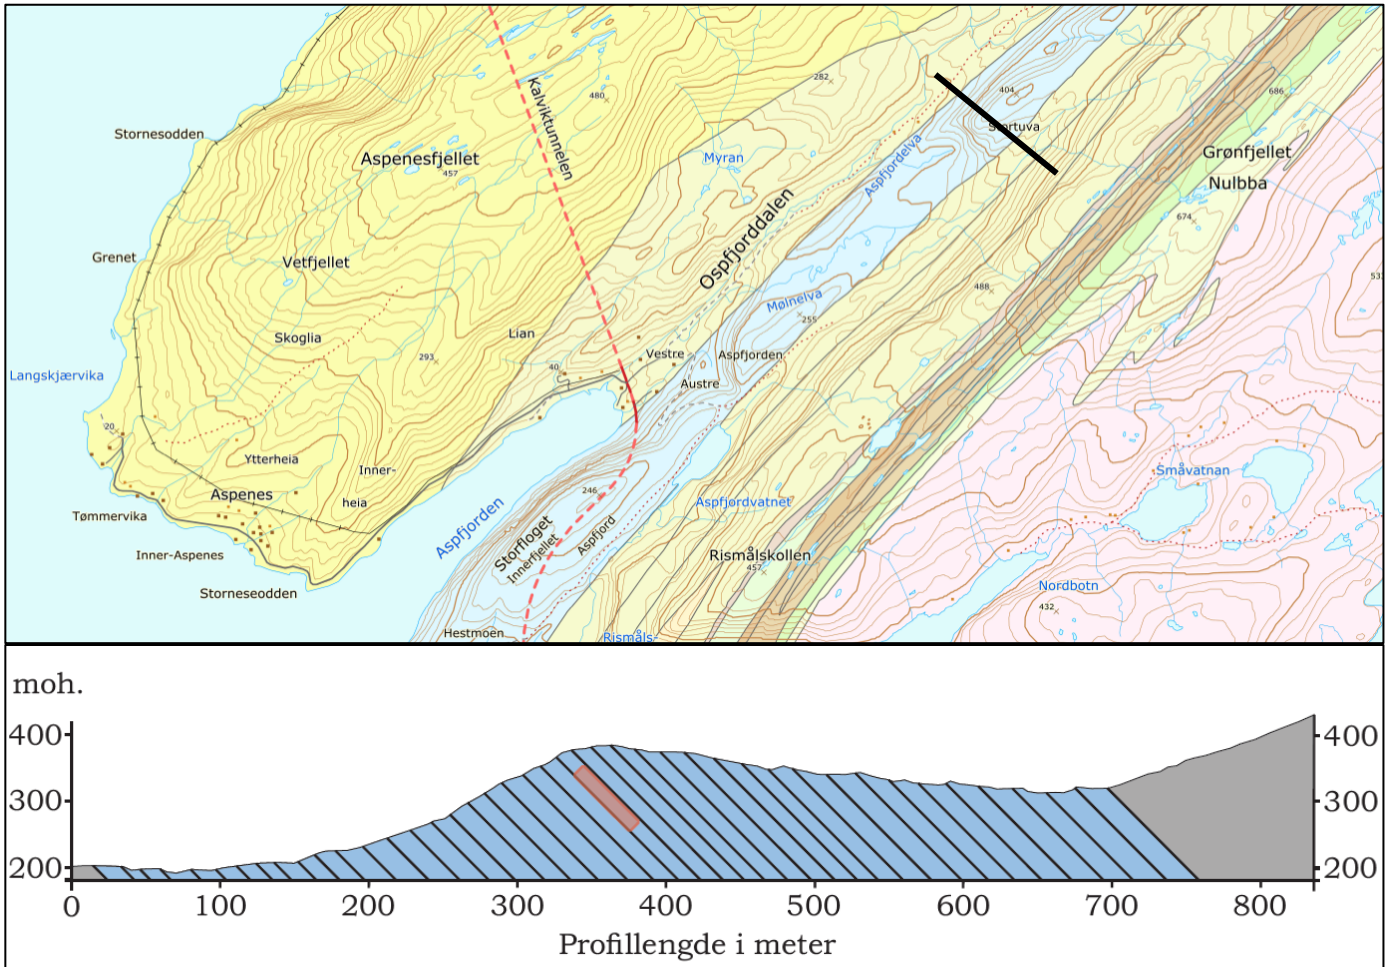 Kalviktunnelen
282
480
404
686
Stornesodden
Stortuva
Aspenesfjellet
457
Myran
Aspfjordelva
Grønfjellet
Nulbba
674
Ospfjorddalen
Grenet
Vetfjellet
53
488
Mølnelva
255
Skoglia
Lian
293
Vestre
Aspfjorden
40
Langskjærvika
Austre
20
Ytterheia
Inner-
heia
Aspenes
246
Småvatnan
Tømmervika
Aspfjorden
Storfloget
Innerfjellet
Aspfjord
Aspfjordvatnet
Inner-Aspenes
Rismålskollen
457
Storneseodden
Nordbotn
432
Hestmoen
Rismåls-
moh.
400 400
300 300
200 200
0 100 200 300 400 500 600 700 800
Profillengde i meter